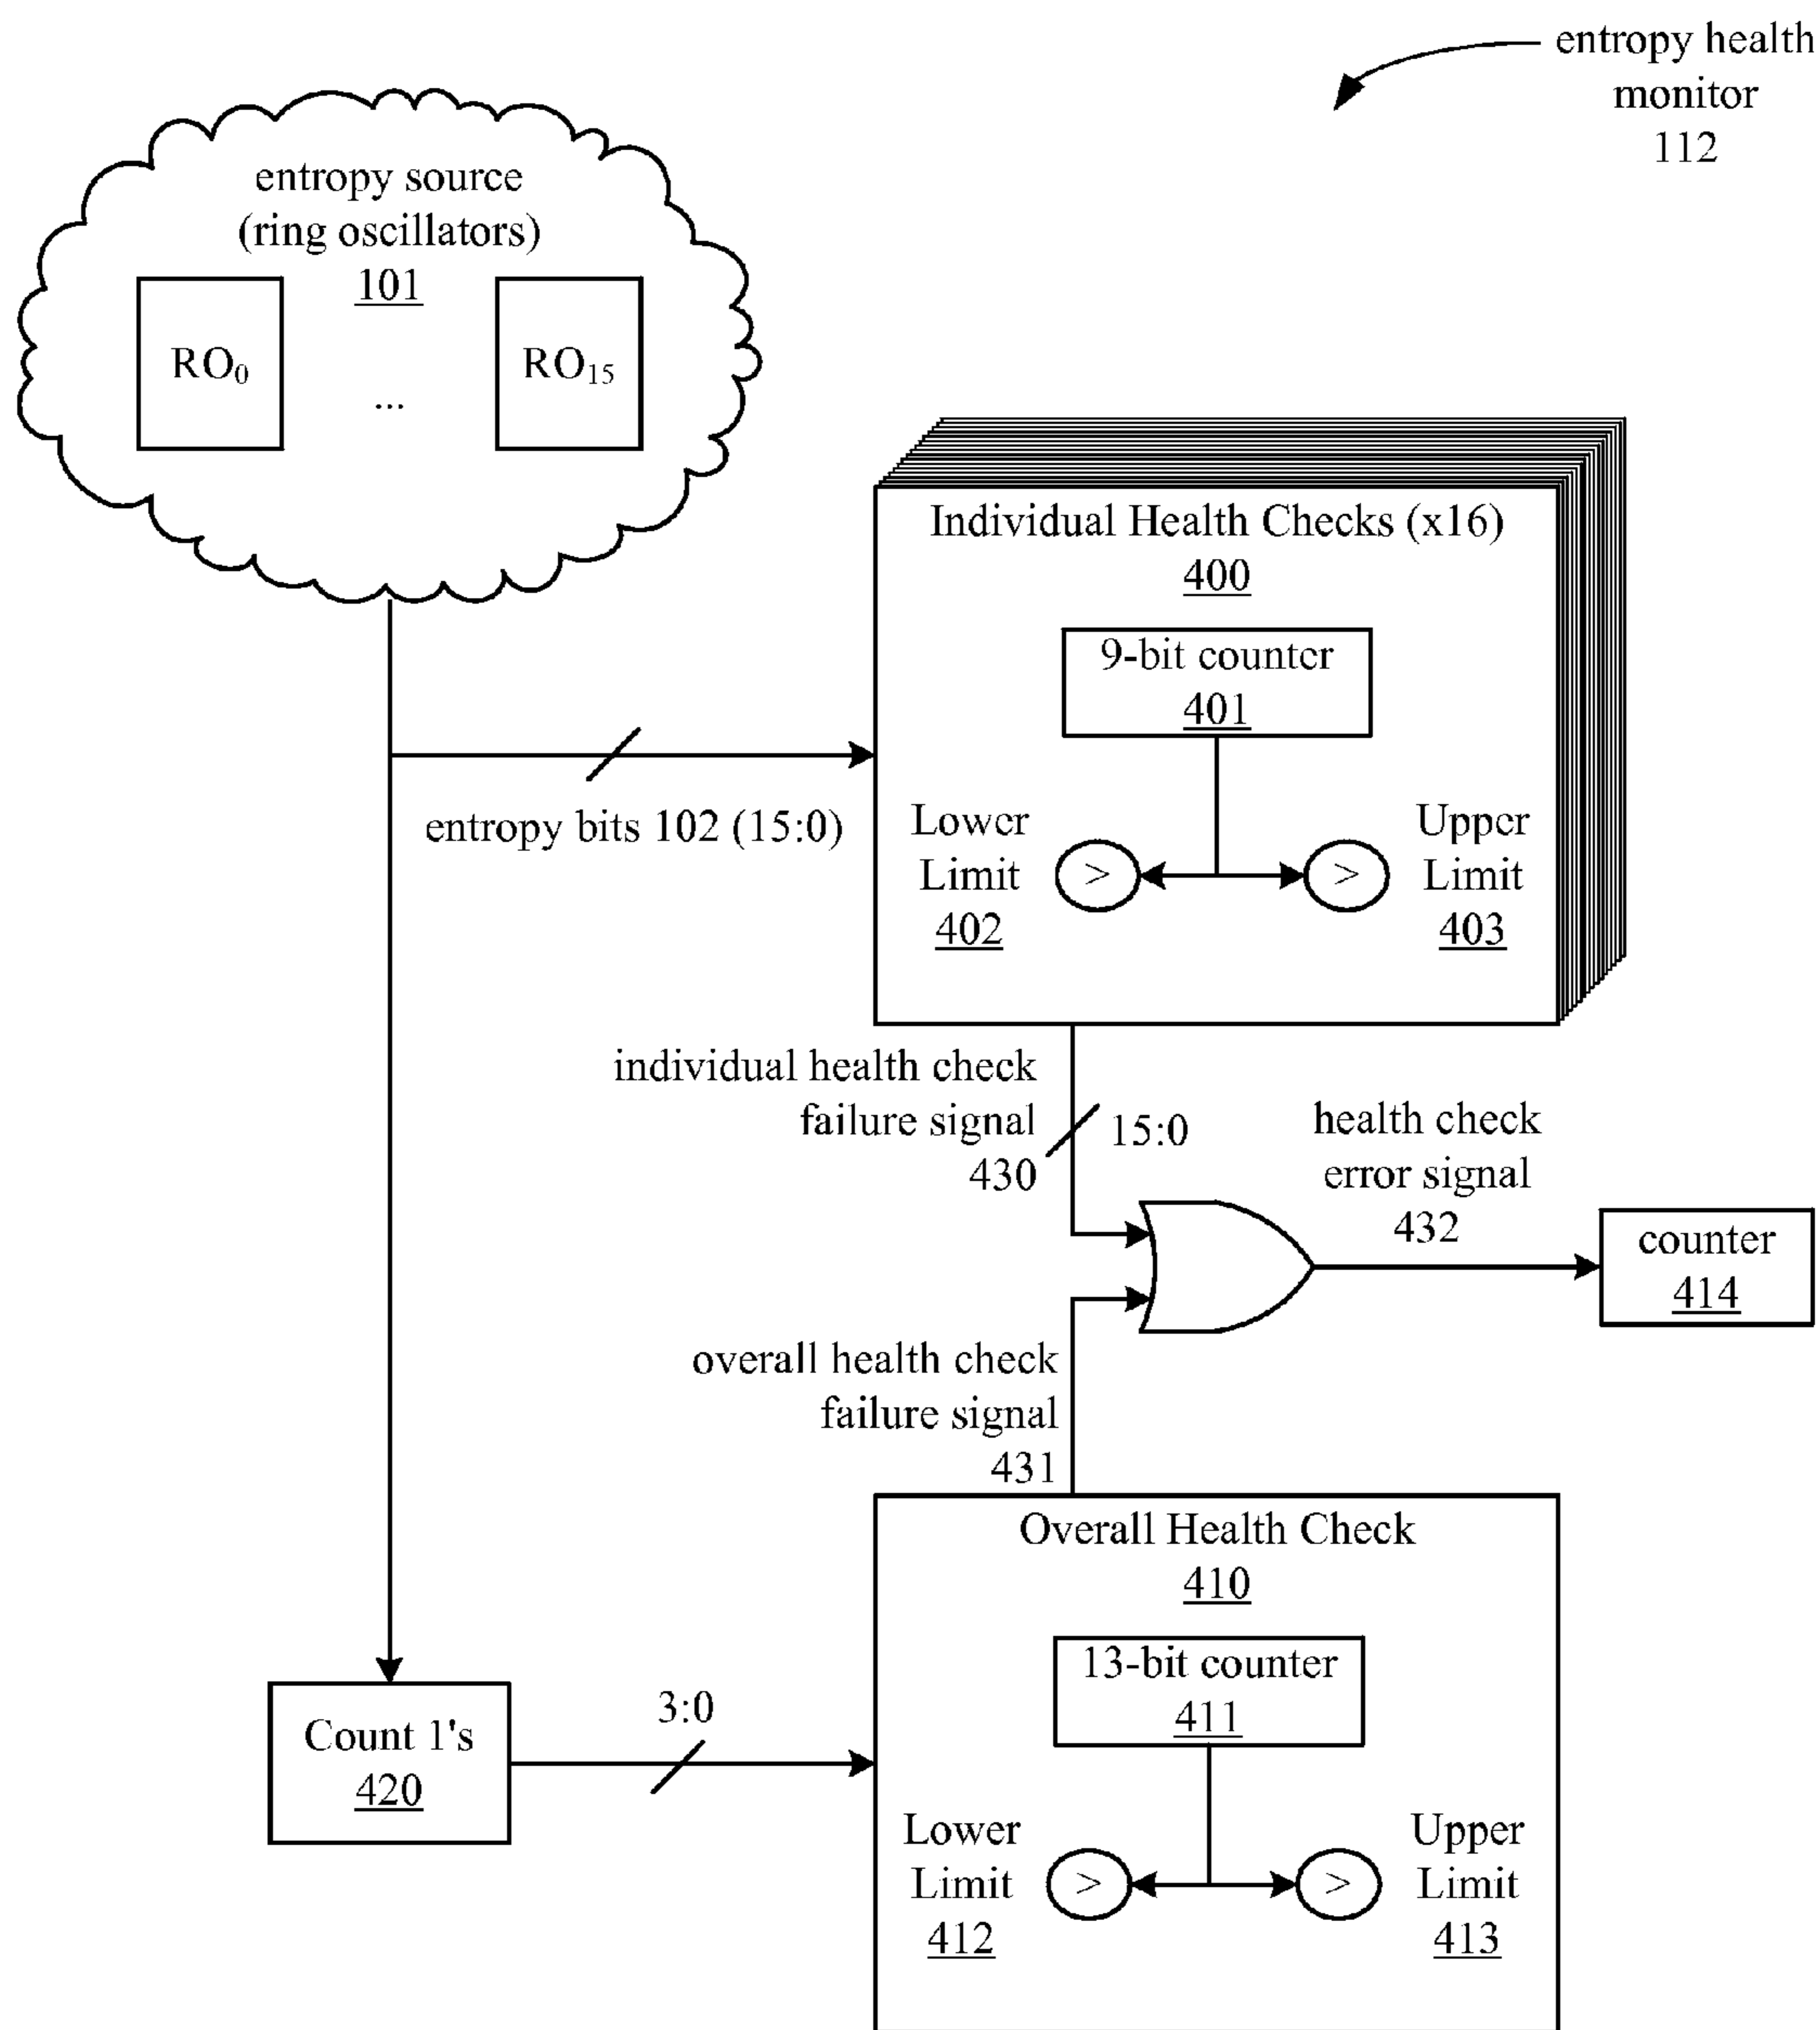 entropy health
monitor
112
entropy source
(ring oscillators)
101
RO₀
...
RO₁₅
Individual Health Checks (x16)
400
9-bit counter
401
Lower
Limit
402
>
>
Upper
Limit
403
entropy bits 102 (15:0)
individual health check
failure signal
430
15:0
health check
error signal
432
counter
414
overall health check
failure signal
431
Overall Health Check
410
13-bit counter
411
Lower
Limit
412
>
>
Upper
Limit
413
Count 1's
420
3:0